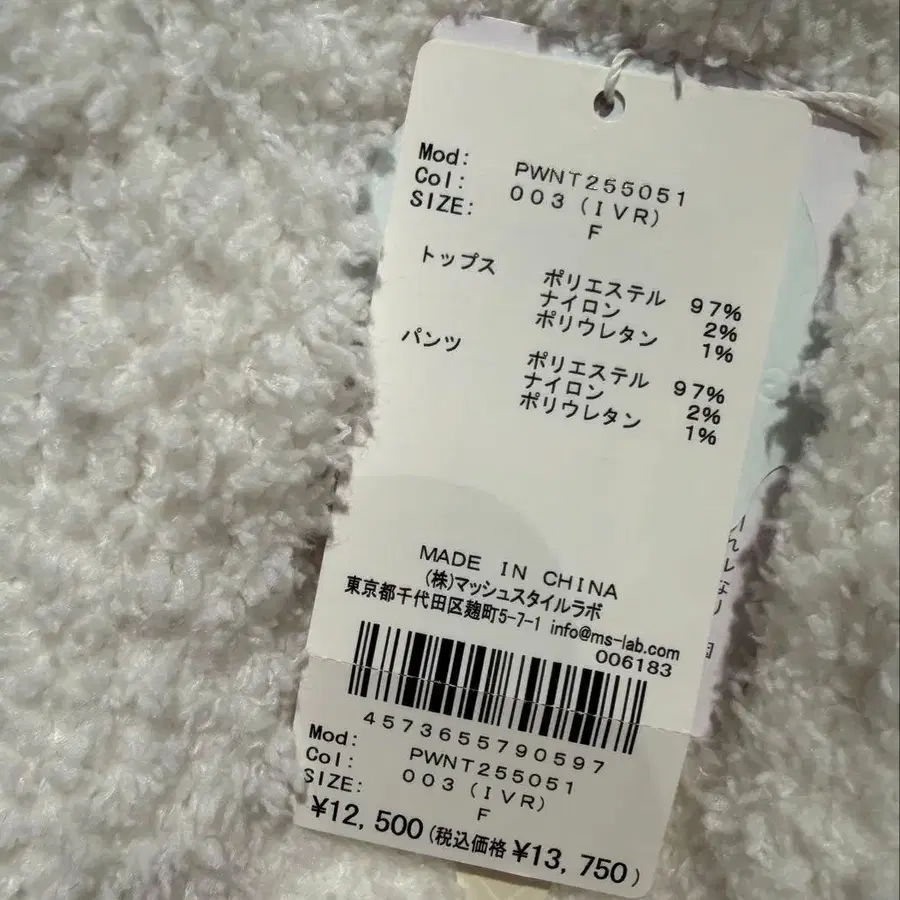 Mod: PWNT255051
Col: 003 (IVR)
SIZE: F
トップス ポリエステル 97%
ナイロン 2%
ポリウレタン 1%
パンツ ポリエステル 97%
ナイロン 2%
ポリウレタン 1%
MADE IN CHINA
(株)マッシュスタイルラボ
東京都千代田区麹町5-7-1 info@ms-lab.com
006183
4573655790597
Mod: PWNT255051
Col: 003 (IVR)
SIZE: F
¥12,500(税込価格 ¥13,750)